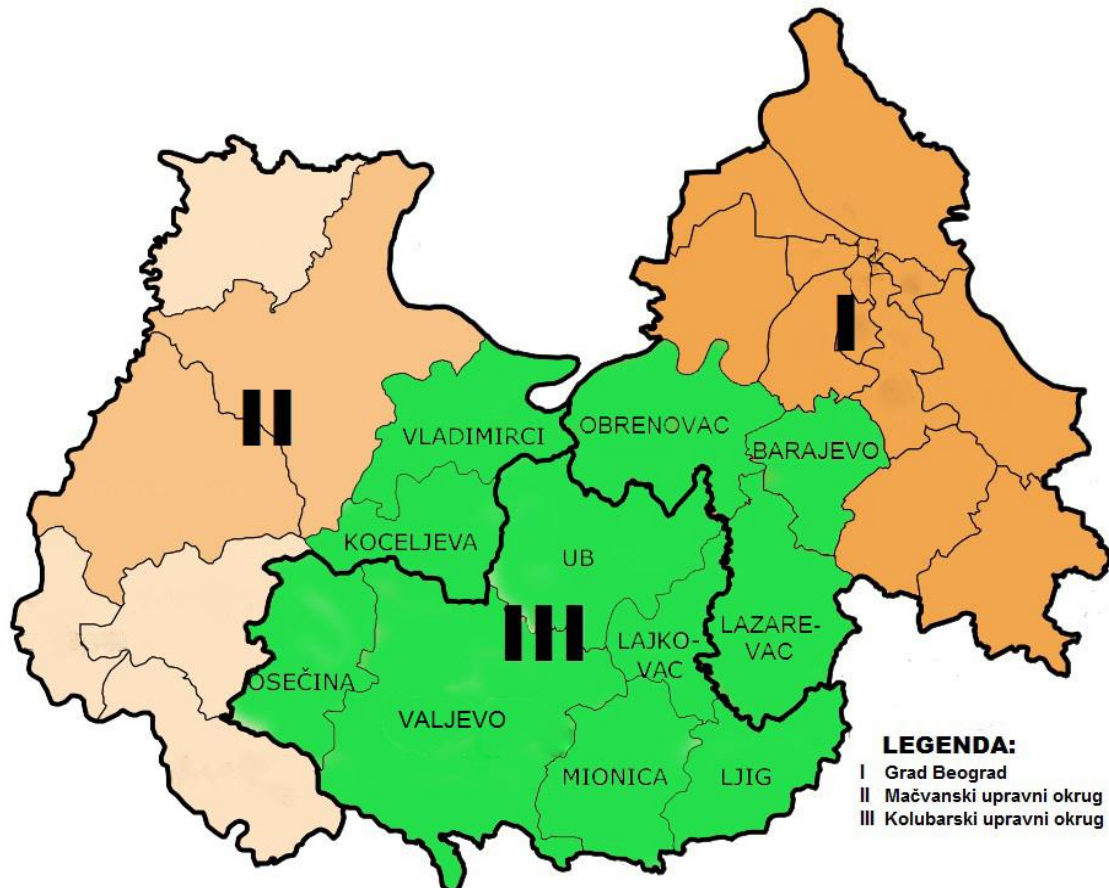 I
II
VLADIMIRCI
OBRENOVAC
BARAJEVO
KOCELJEVA
UB
III
LAJKO-
VAC
LAZARE-
VAC
OSEČINA
VALJEVO
MIONICA
LJIG
LEGENDA:
I Grad Beograd
II Mačvanski upravni okrug
III Kolubarski upravni okrug